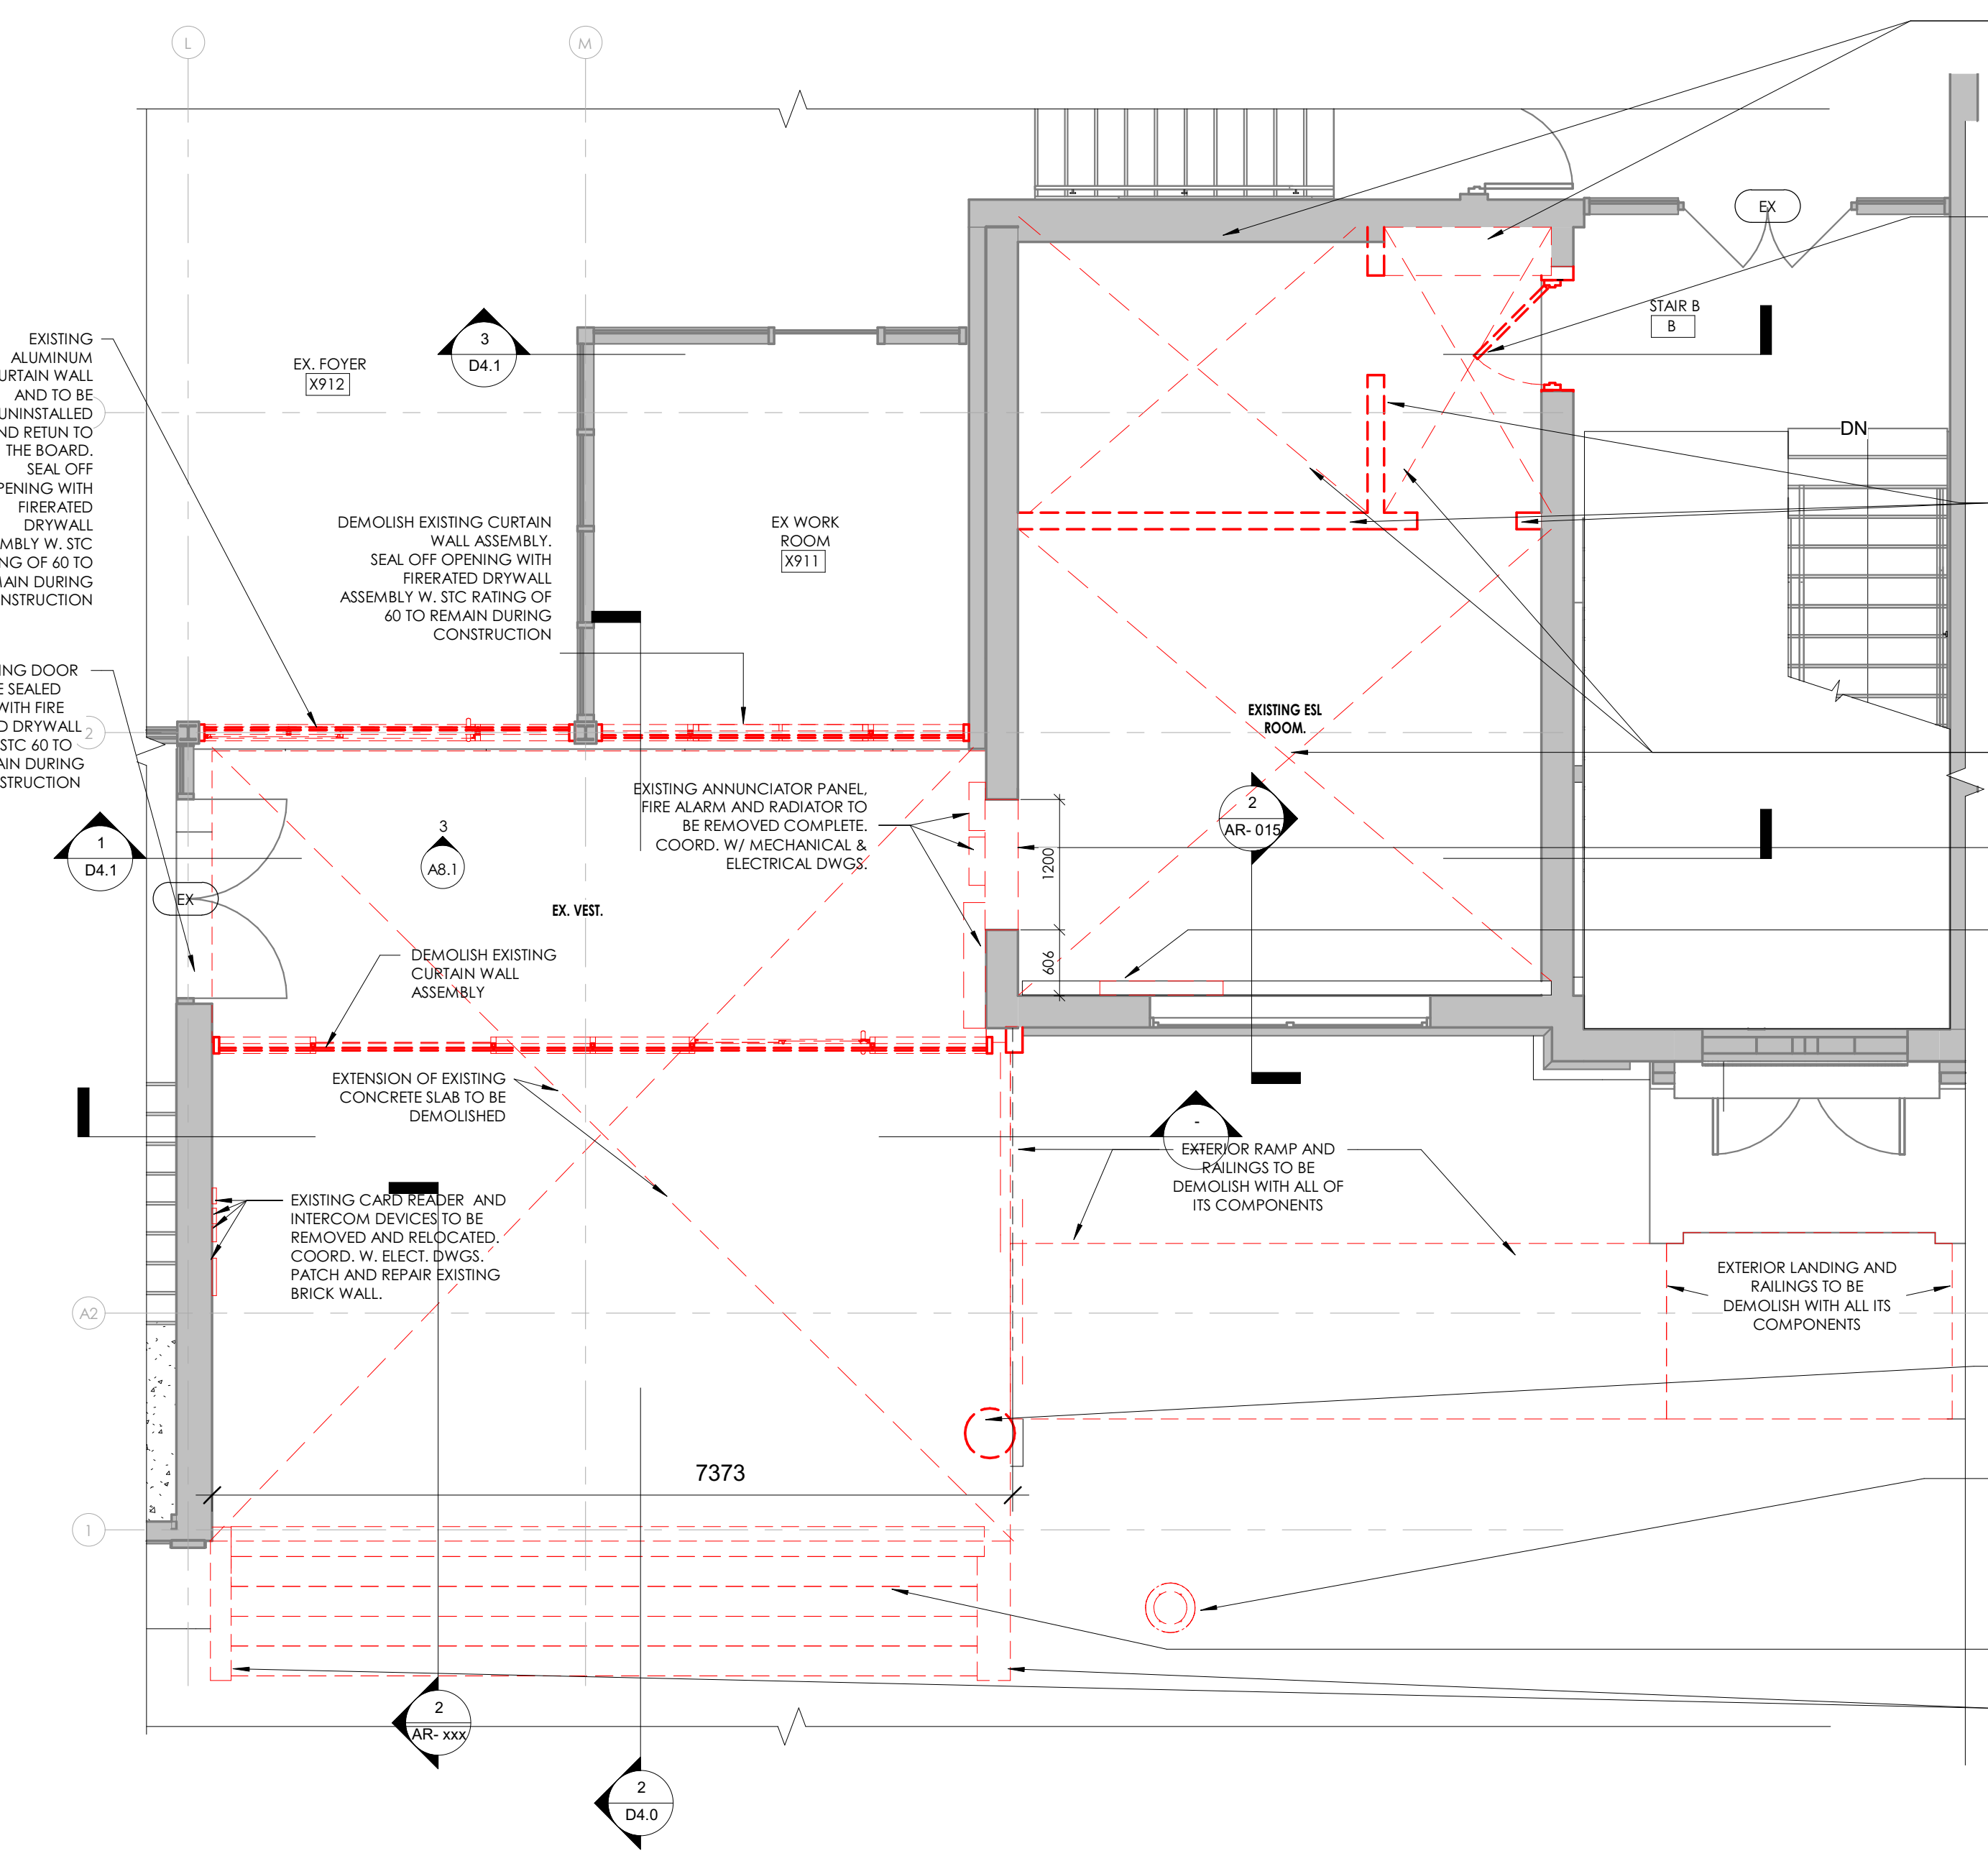 L
M
EX
STAIR B
B
3
D4.1
EX. FOYER
X912
EXISTING
ALUMINUM
URTAIN WALL
AND TO BE
UNINSTALLED
ND RETUN TO
THE BOARD.
SEAL OFF
PENING WITH
FIRERATED
DRYWALL
MBLY W. STC
NG OF 60 TO
MAIN DURING
NSTRUCTION
DEMOLISH EXISTING CURTAIN
WALL ASSEMBLY.
SEAL OFF OPENING WITH
FIRERATED DRYWALL
ASSEMBLY W. STC RATING OF
60 TO REMAIN DURING
CONSTRUCTION
EX WORK
ROOM
X911
DN
ING DOOR
E SEALED
WITH FIRE
D DRYWALL
STC 60 TO
AIN DURING
STRUCTION
2
EXISTING ESL
ROOM.
EXISTING ANNUNCIATOR PANEL,
FIRE ALARM AND RADIATOR TO
BE REMOVED COMPLETE.
COORD. W/ MECHANICAL &
ELECTRICAL DWGS.
2
AR- 015
1
D4.1
3
A8.1
1200
EX
EX. VEST.
606
DEMOLISH EXISTING
CURTAIN WALL
ASSEMBLY
EXTENSION OF EXISTING
CONCRETE SLAB TO BE
DEMOLISHED
-
EXTERIOR RAMP AND
RAILINGS TO BE
DEMOLISH WITH ALL OF
ITS COMPONENTS
EXISTING CARD READER AND
INTERCOM DEVICES TO BE
REMOVED AND RELOCATED.
COORD. W. ELECT. DWGS.
PATCH AND REPAIR EXISTING
BRICK WALL.
EXTERIOR LANDING AND
RAILINGS TO BE
DEMOLISH WITH ALL ITS
COMPONENTS
A2
7373
1
2
AR- xxx
2
D4.0